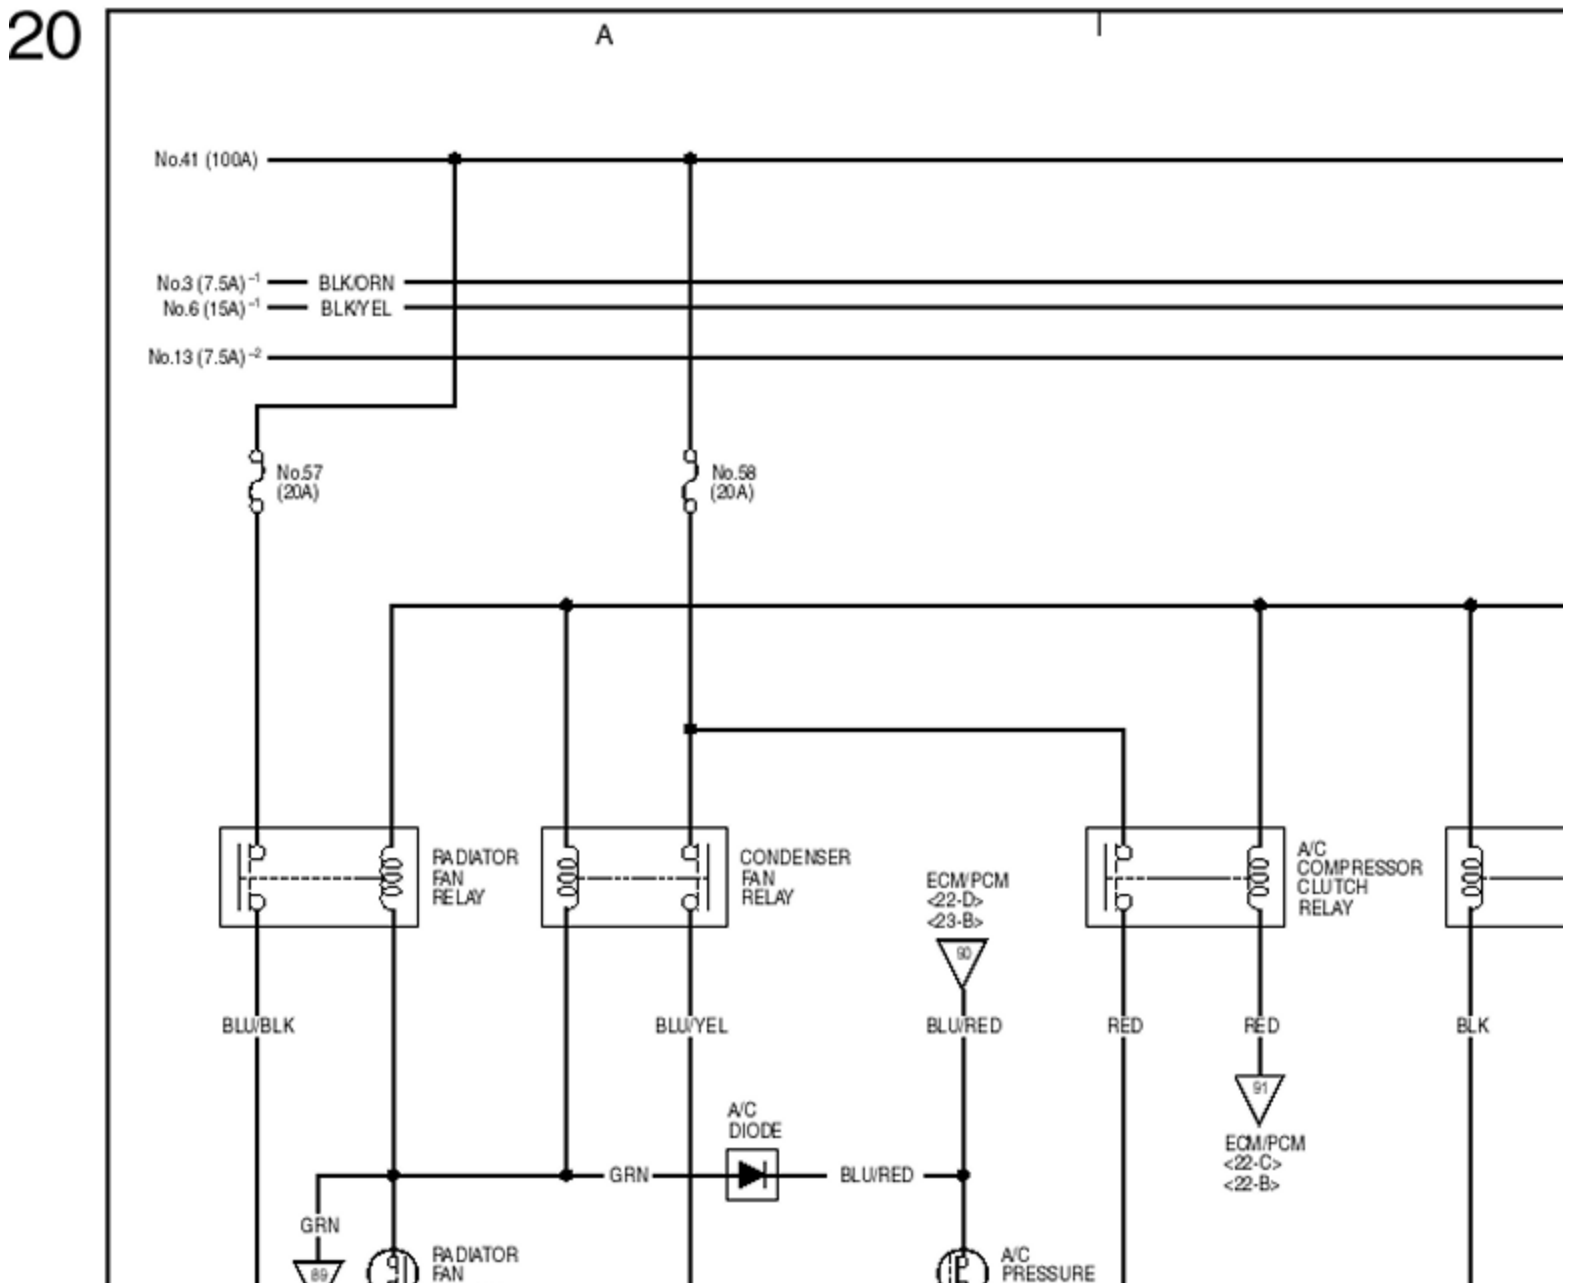 20
A
No.41 (100A)
No.3 (7.5A) -1 BLK/ORN
No.6 (15A) -1 BLK/YEL
No.13 (7.5A) -2
No.57
(20A)
No.58
(20A)
RADIATOR
FAN
RELAY
CONDENSER
FAN
RELAY
ECM/PCM
<22-D>
<23-B>
90
A/C
COMPRESSOR
CLUTCH
RELAY
BLU/BLK
BLU/YEL
BLU/RED
RED
RED
BLK
91
ECM/PCM
<22-C>
<22-B>
A/C
DIODE
GRN
BLU/RED
GRN
89
RADIATOR
FAN
A/C
PRESSURE